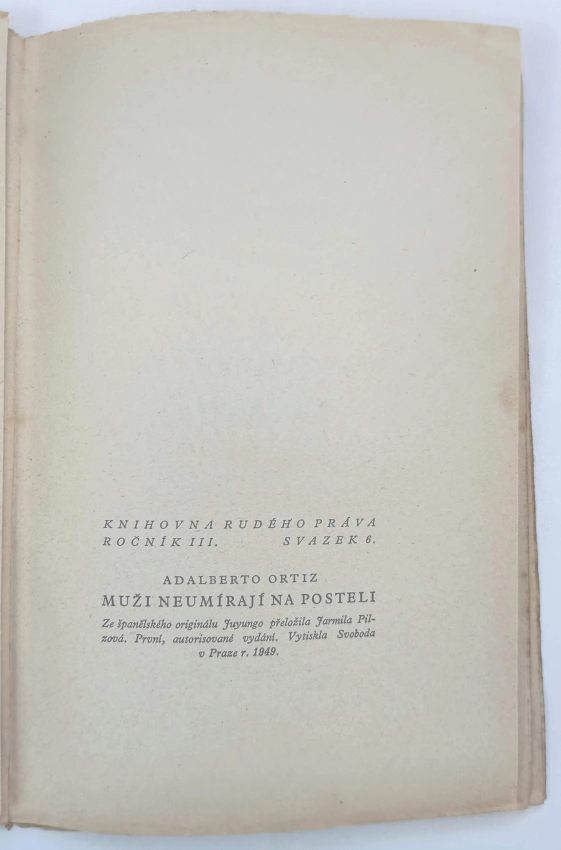 KNIHOVNA RUDÉHO PRÁVA
ROČNÍK III. SVAZEK 6.
ADALBERTO ORTIZ
MUŽI NEUMÍRAJÍ NA POSTELI
Ze španělského originálu Juyungo přeložila Jarmila Pil-
zová. První, autorisované vydání. Vytiskla Svoboda
v Praze r. 1949.